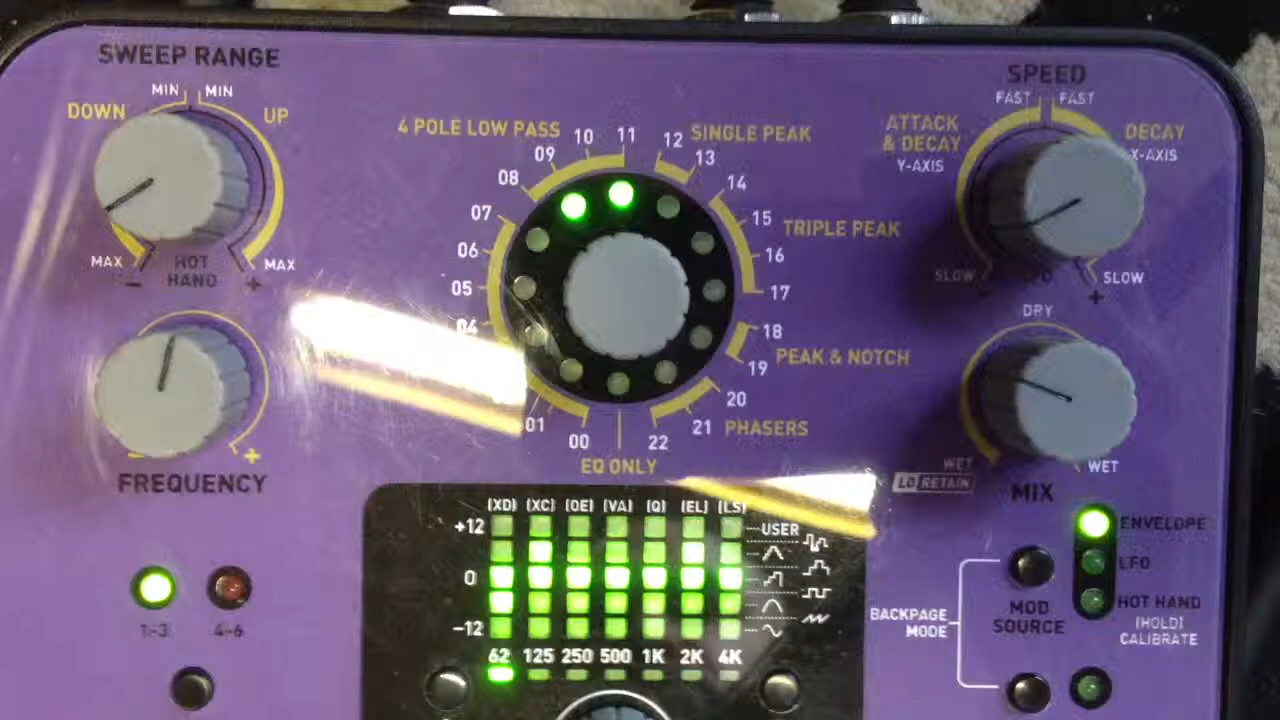 SWEEP RANGE
MIN MIN
DOWN UP
MAX MAX
HOT
HAND
- +
FREQUENCY
- +
1-3 4-6
4 POLE LOW PASS
SINGLE PEAK
TRIPLE PEAK
PEAK & NOTCH
PHASERS
EQ ONLY
00
01
04
05
06
07
08
09
10
11
12
13
14
15
16
17
18
19
20
21
22
(XD) (XC) (OE) (VA) (Q) (EL) (LS)
+12
0
-12
USER
62 125 250 500 1K 2K 4K
SPEED
FAST FAST
ATTACK
& DECAY
Y-AXIS
DECAY
X-AXIS
SLOW SLOW
- +
DRY
WET WET
LO RETAIN
MIX
ENVELOPE
LFO
HOT HAND
(HOLD)
CALIBRATE
MOD
SOURCE
BACKPAGE
MODE